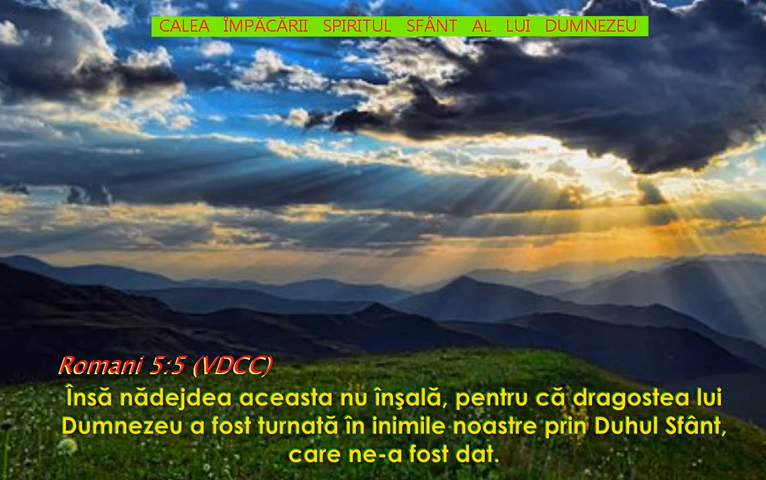 CALEA ÎMPĂCĂRII SPIRITUL SFÂNT AL LUI DUMNEZEU
Romani 5:5 (VDCC)
Însă nădejdea aceasta nu înşală, pentru că dragostea lui
Dumnezeu a fost turnată în inimile noastre prin Duhul Sfânt,
care ne-a fost dat.